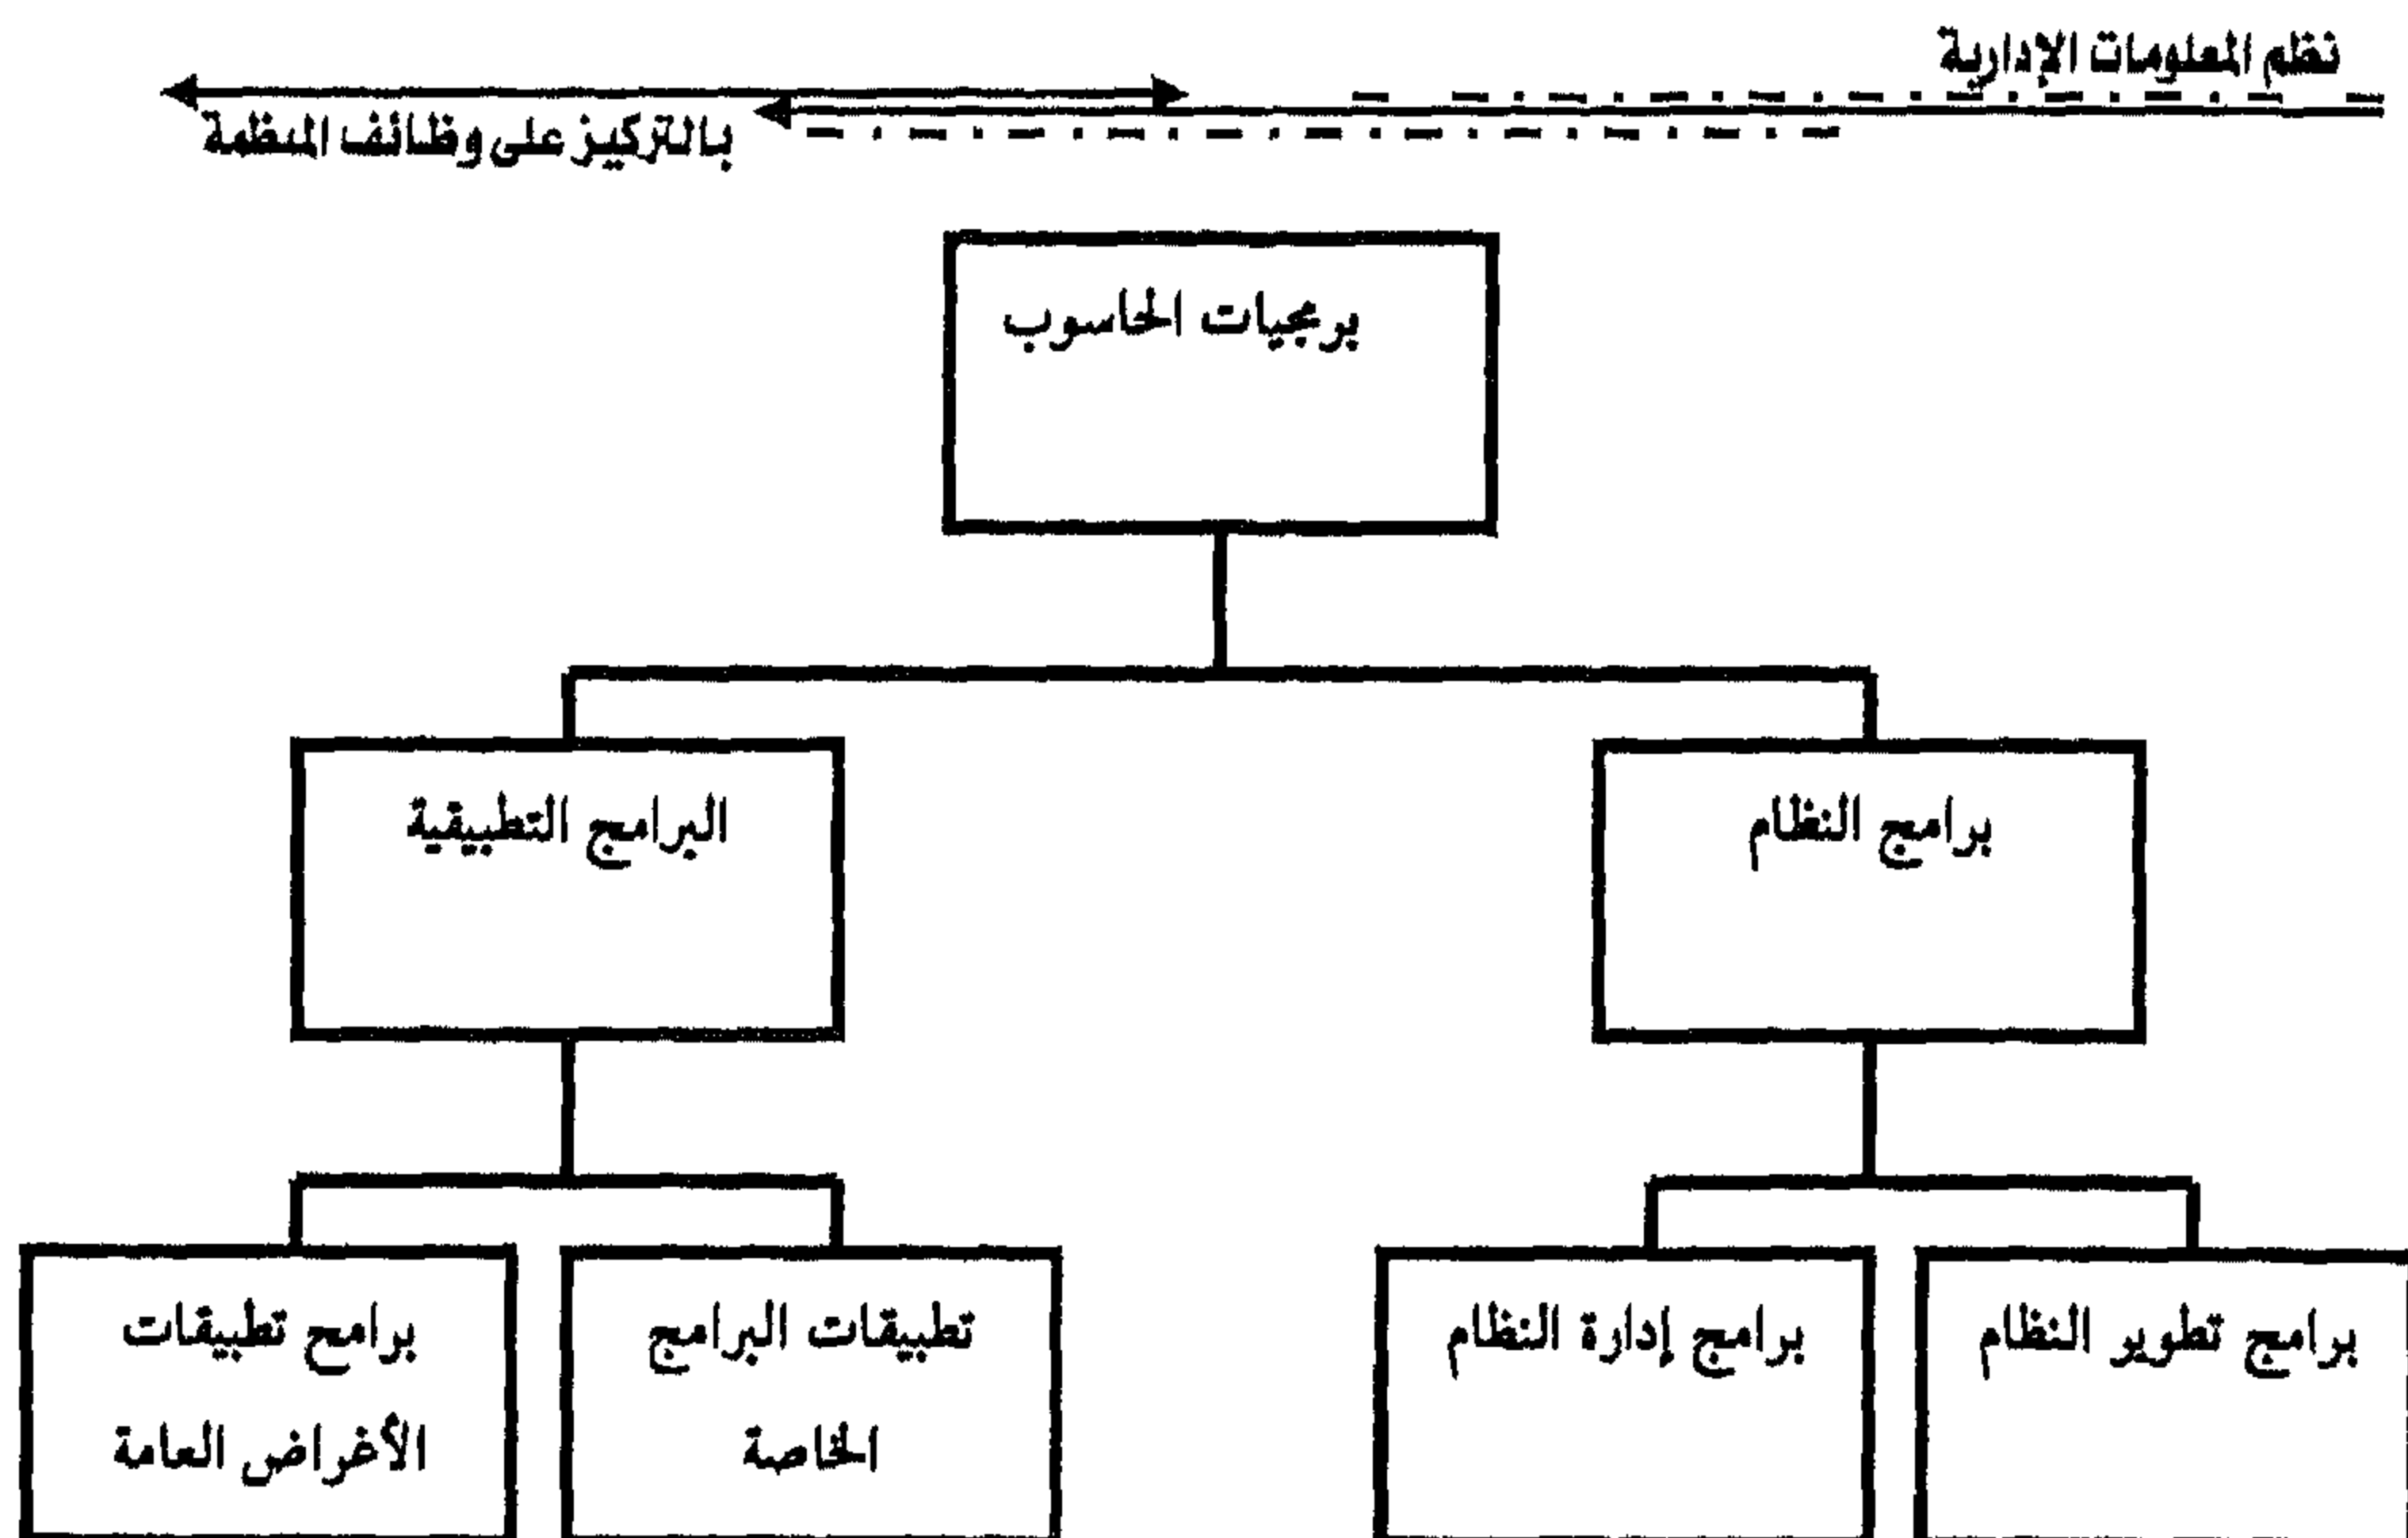 نظم المعلومات الإدارية
بالتركيز على وظائف المنظمة
برمجيات الحاسوب
برامج النظام
البرامج التطبيقية
برامج تطوير النظام
برامج إدارة النظام
تطبيقات البرامج
الخاصة
برامج تطبيقات
الأغراض العامة